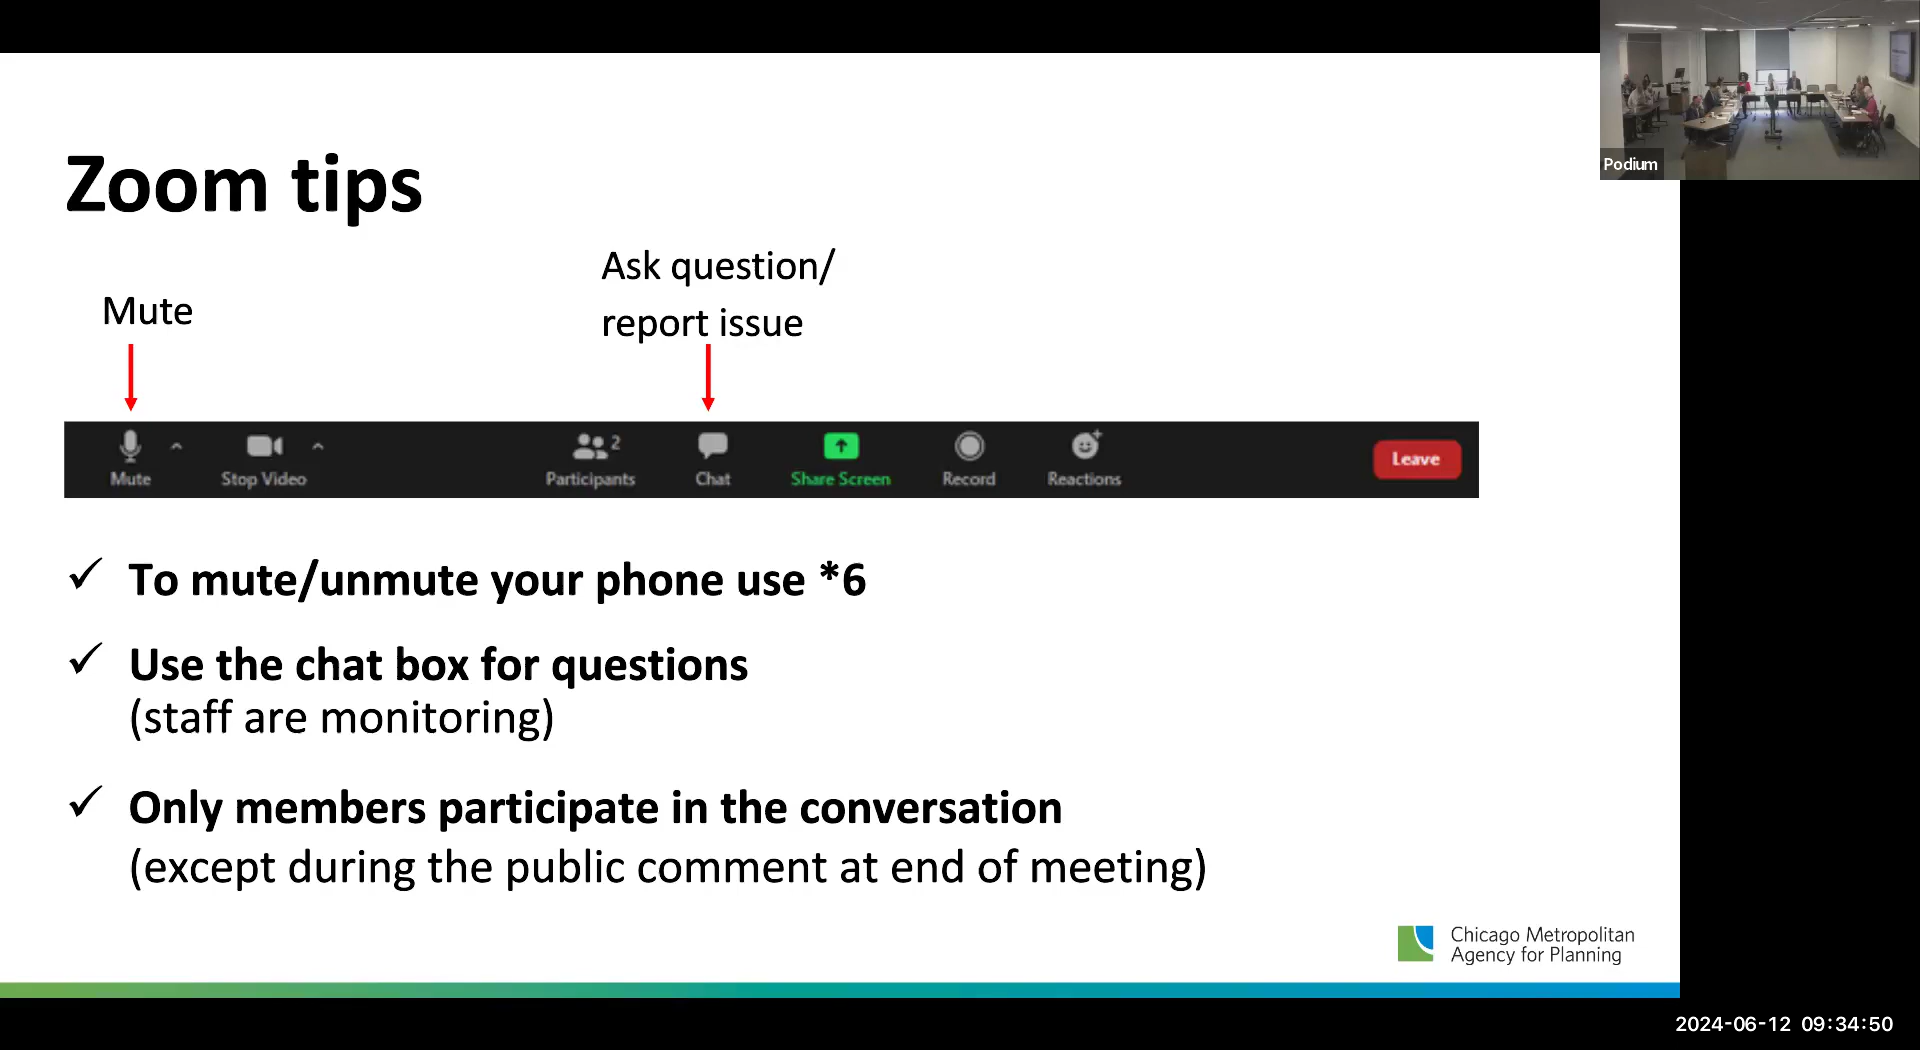 Podium
Zoom tips
Mute
Ask question/
report issue
Mute
Stop Video
Participants
2
Chat
Share Screen
Record
Reactions
Leave
✓ To mute/unmute your phone use *6
✓ Use the chat box for questions
(staff are monitoring)
✓ Only members participate in the conversation
(except during the public comment at end of meeting)
Chicago Metropolitan
Agency for Planning
2024-06-12 09:34:50